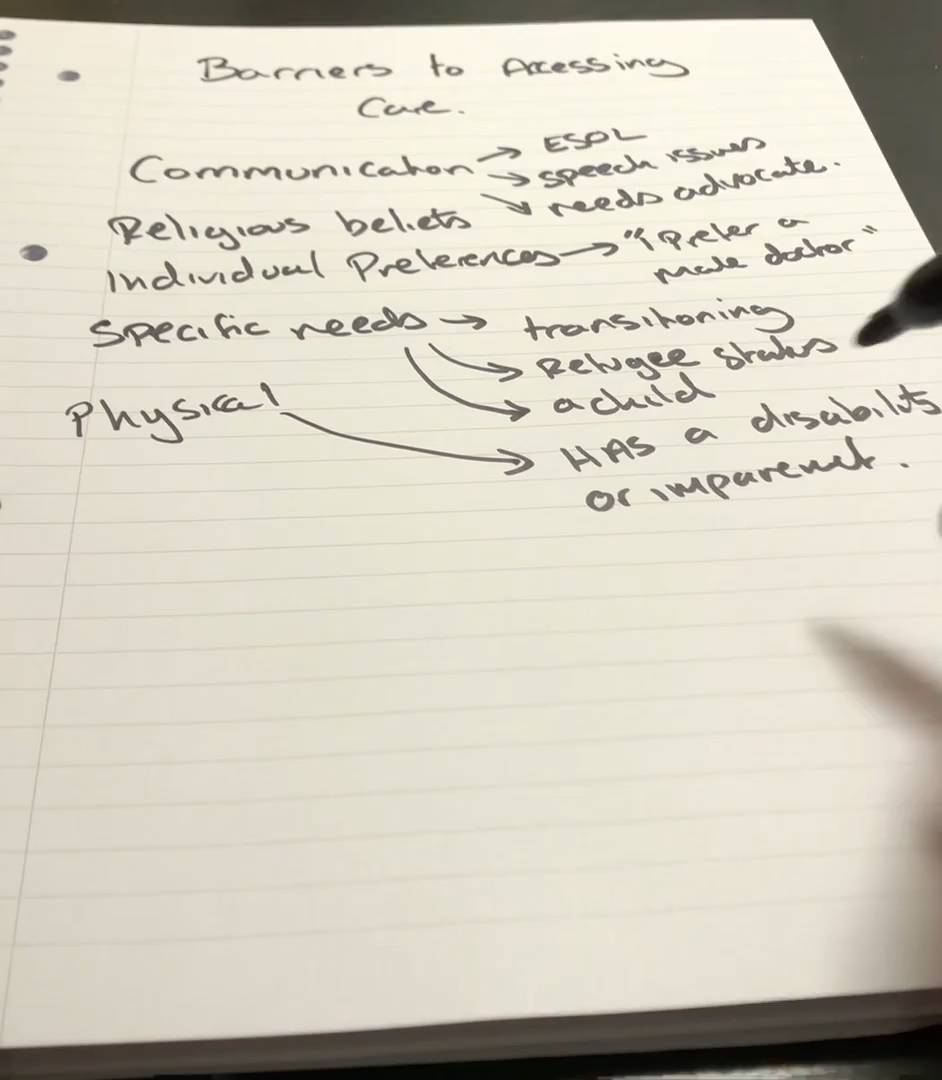 Barriers to Accessing
Care.
Communication → ESOL
→ speech issues
↘ needs advocate.
Religious beliefs
Individual Preferences → "I prefer a
male doctor"
Specific needs → transitioning
→ Refugee status
→ a child
Physical → HAS a disability
or imparement.